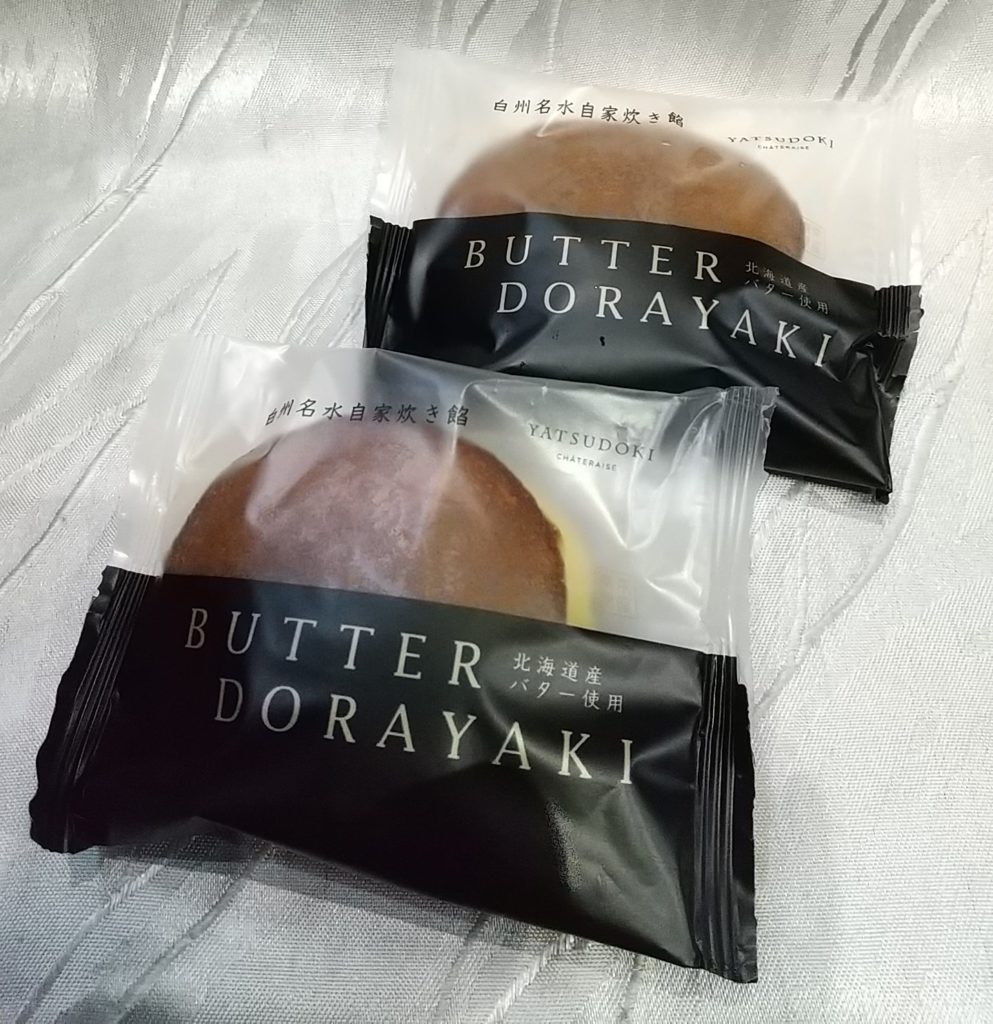 白州名水自家炊き餡
YATSUDOKI
CHÂTERAISÉ
BUTTER
北海道産
バター使用
DORAYAKI
白州名水自家炊き餡
YATSUDOKI
CHÂTERAISÉ
BUTTER
北海道産
バター使用
DORAYAKI